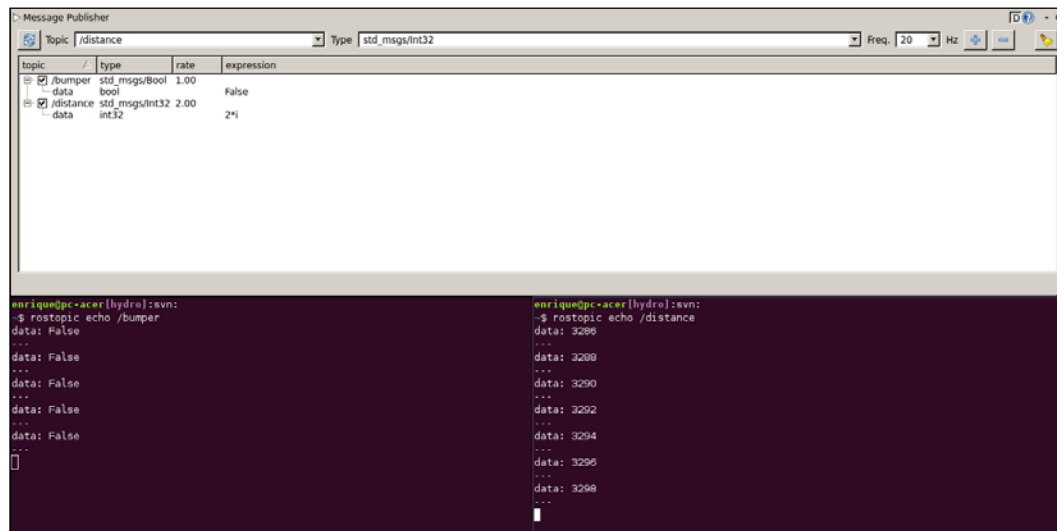 Message Publisher D
Topic /distance Type std_msgs/Int32 Freq. 20 Hz
topic type rate expression
/bumper std_msgs/Bool 1.00
data bool False
/distance std_msgs/Int32 2.00
data int32 2*i
enrique@pc-acer[hydro]:svn:
~$ rostopic echo /bumper
data: False
---
data: False
---
data: False
---
data: False
---
data: False
---
enrique@pc-acer[hydro]:svn:
~$ rostopic echo /distance
data: 3286
---
data: 3288
---
data: 3290
---
data: 3292
---
data: 3294
---
data: 3296
---
data: 3298
---